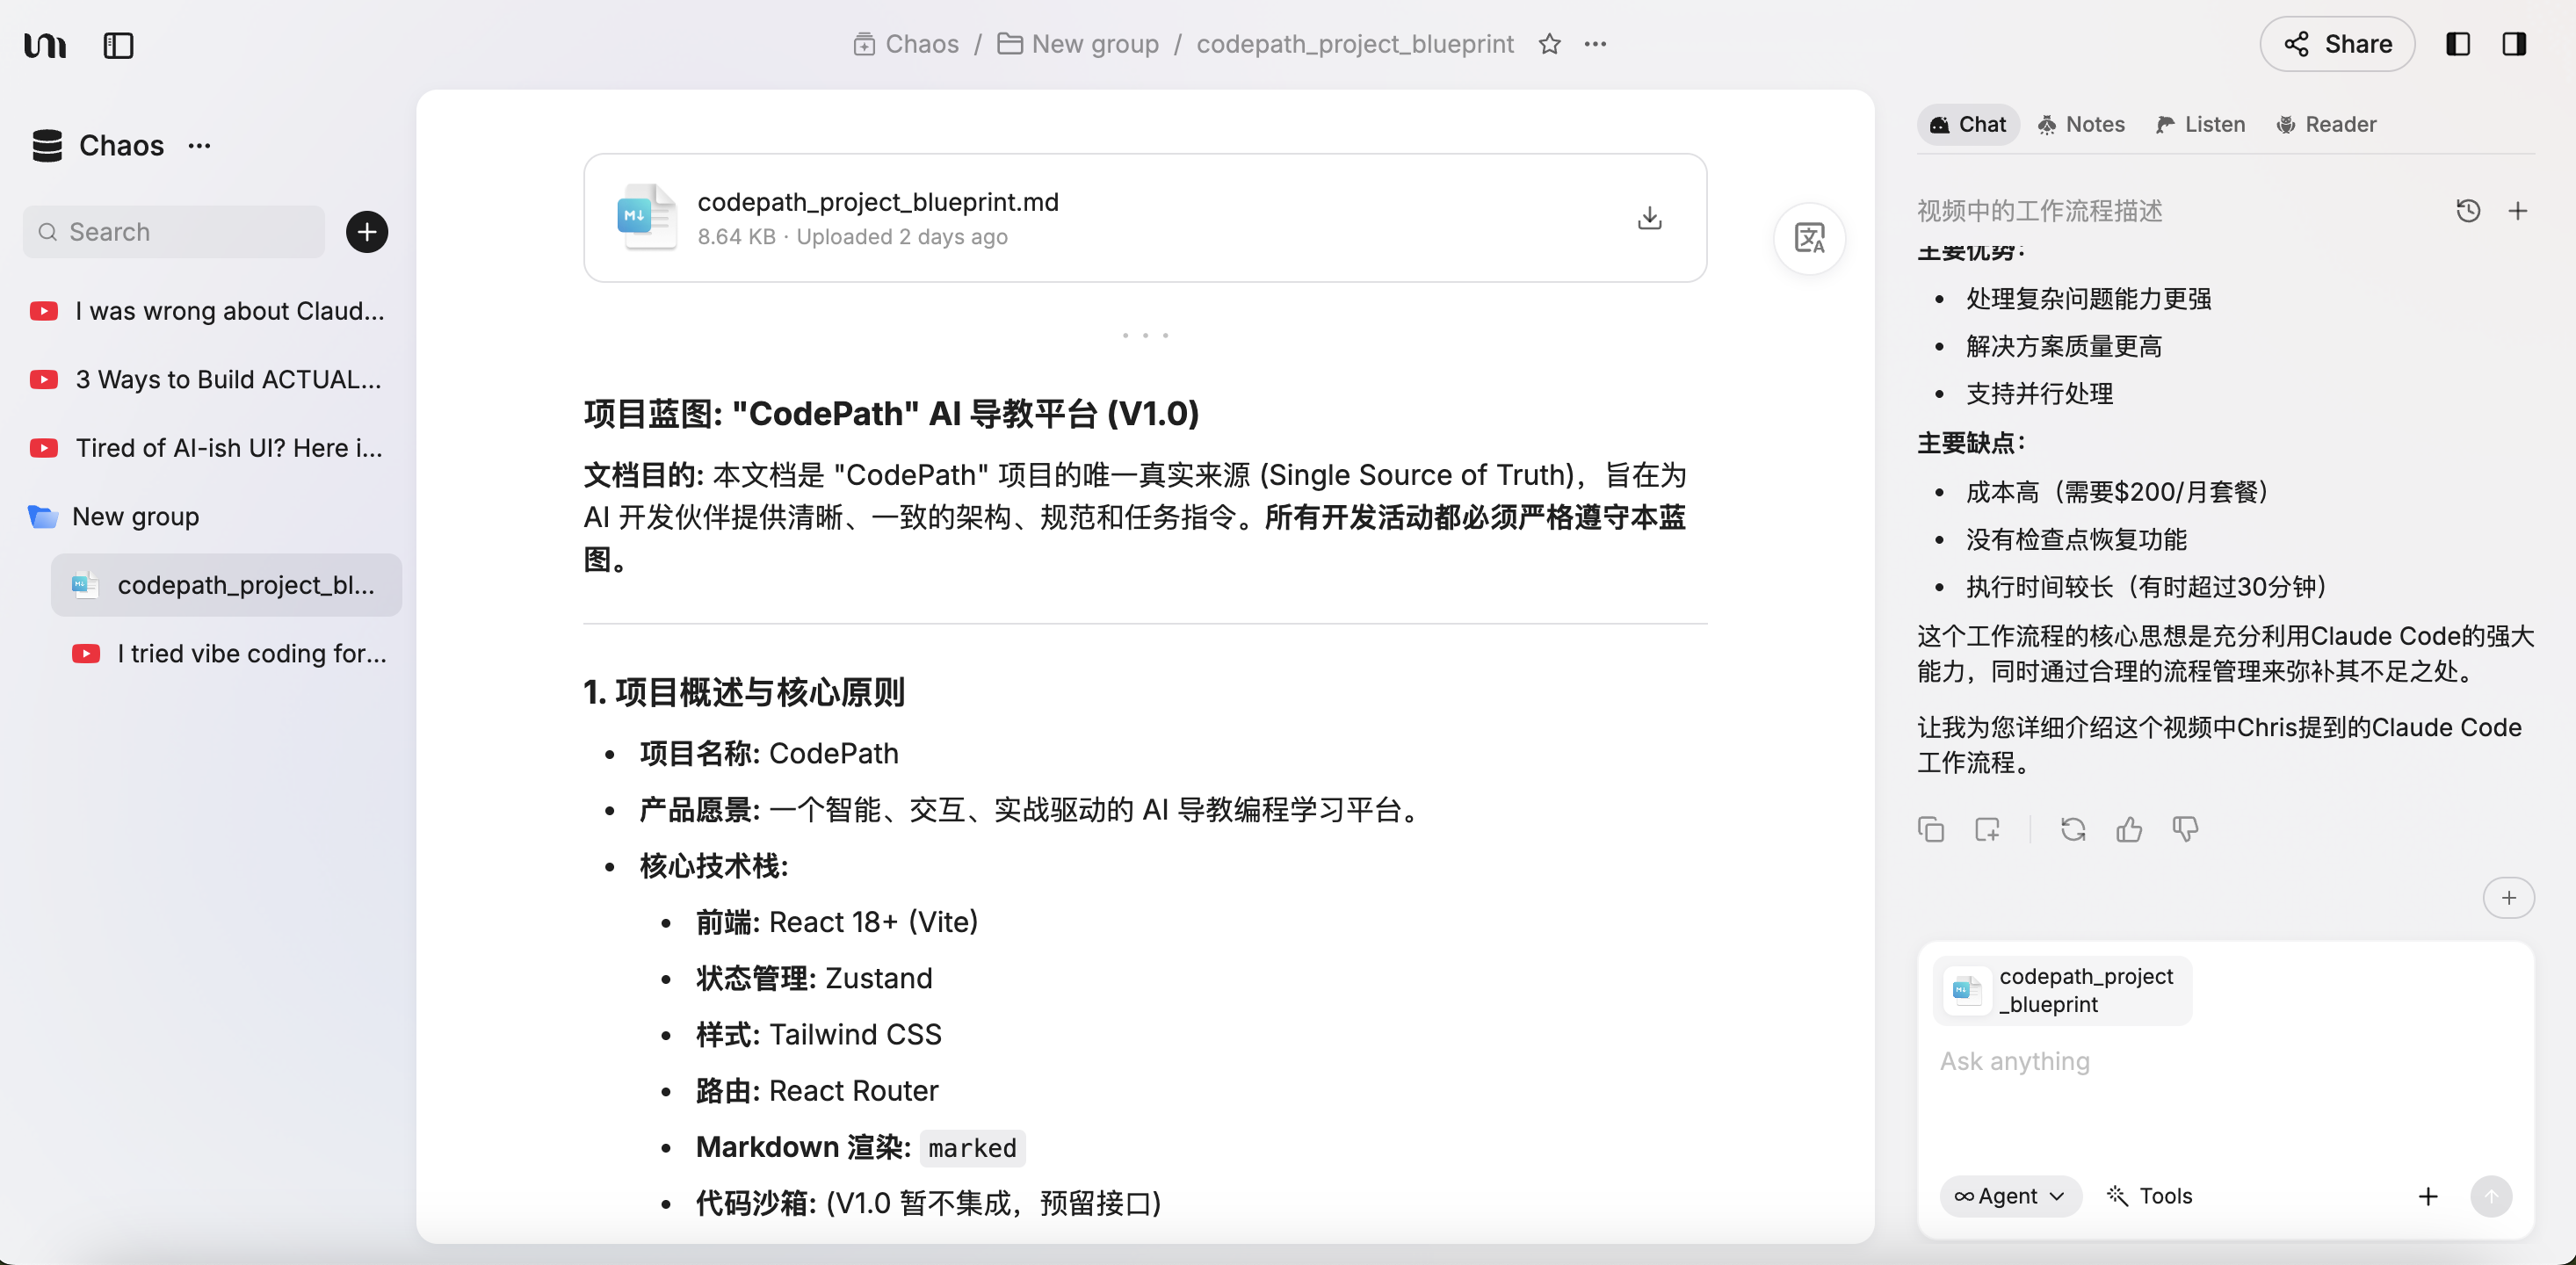 Chaos / New group / codepath_project_blueprint
Share
Chaos
Search
I was wrong about Claud...
3 Ways to Build ACTUAL...
Tired of AI-ish UI? Here i...
New group
codepath_project_bl...
I tried vibe coding for...
codepath_project_blueprint.md
8.64 KB · Uploaded 2 days ago
项目蓝图: "CodePath" AI 导教平台 (V1.0)
文档目的: 本文档是 "CodePath" 项目的唯一真实来源 (Single Source of Truth)，旨在为
AI 开发伙伴提供清晰、一致的架构、规范和任务指令。所有开发活动都必须严格遵守本蓝
图。
1. 项目概述与核心原则
• 项目名称: CodePath
• 产品愿景: 一个智能、交互、实战驱动的 AI 导教编程学习平台。
• 核心技术栈:
• 前端: React 18+ (Vite)
• 状态管理: Zustand
• 样式: Tailwind CSS
• 路由: React Router
• Markdown 渲染: marked
• 代码沙箱: (V1.0 暂不集成，预留接口)
Chat
Notes
Listen
Reader
视频中的工作流程描述
主要优势：
• 处理复杂问题能力更强
• 解决方案质量更高
• 支持并行处理
主要缺点：
• 成本高（需要$200/月套餐）
• 没有检查点恢复功能
• 执行时间较长（有时超过30分钟）
这个工作流程的核心思想是充分利用Claude Code的强大
能力，同时通过合理的流程管理来弥补其不足之处。
让我为您详细介绍这个视频中Chris提到的Claude Code
工作流程。
codepath_project
_blueprint
Ask anything
Agent
Tools